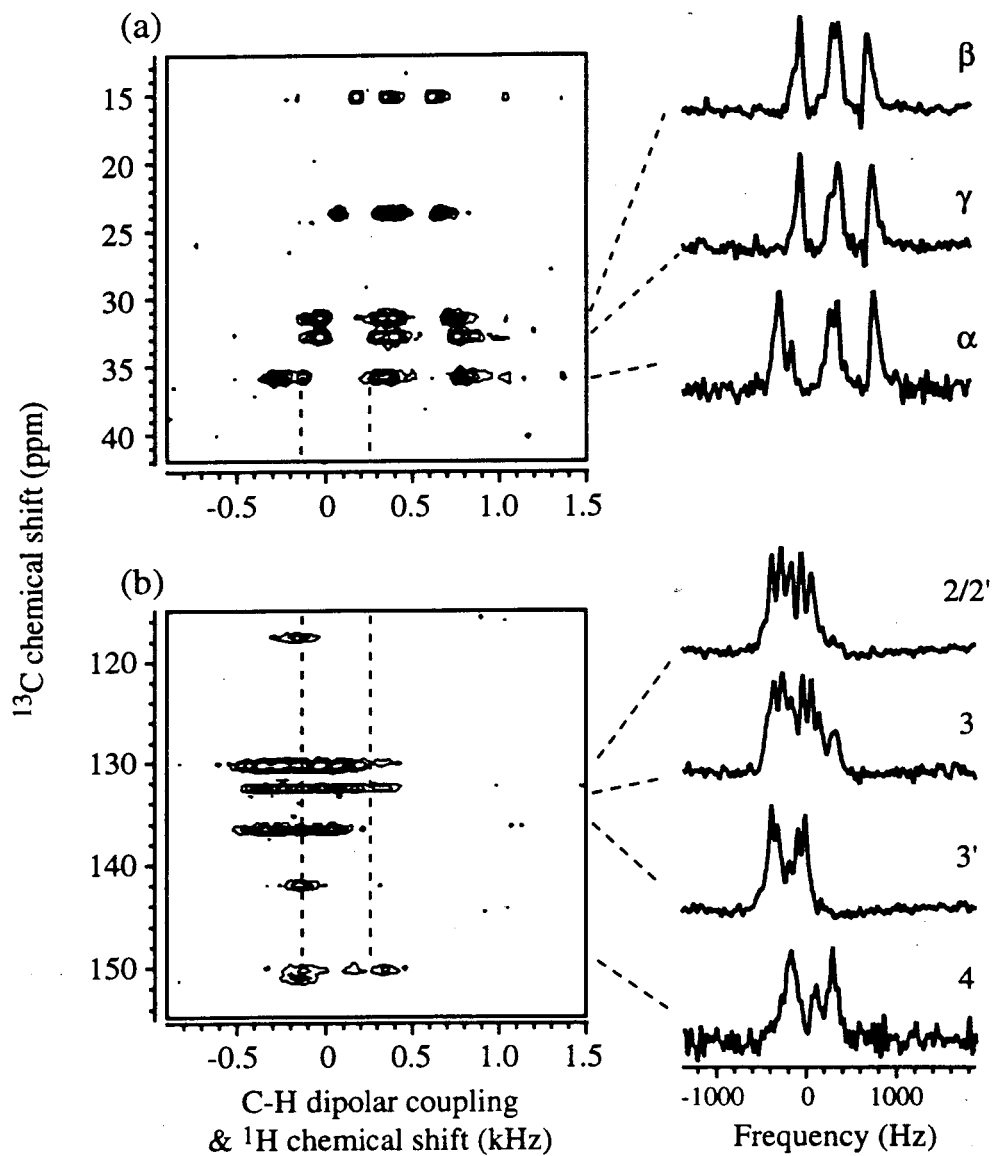 (a)
β
γ
α
15
20
25
30
35
40
-0.5 0 0.5 1.0 1.5
13C chemical shift (ppm)
(b)
2/2'
3
3'
4
120
130
140
150
-0.5 0 0.5 1.0 1.5
-1000 0 1000
C-H dipolar coupling
& 1H chemical shift (kHz)
Frequency (Hz)